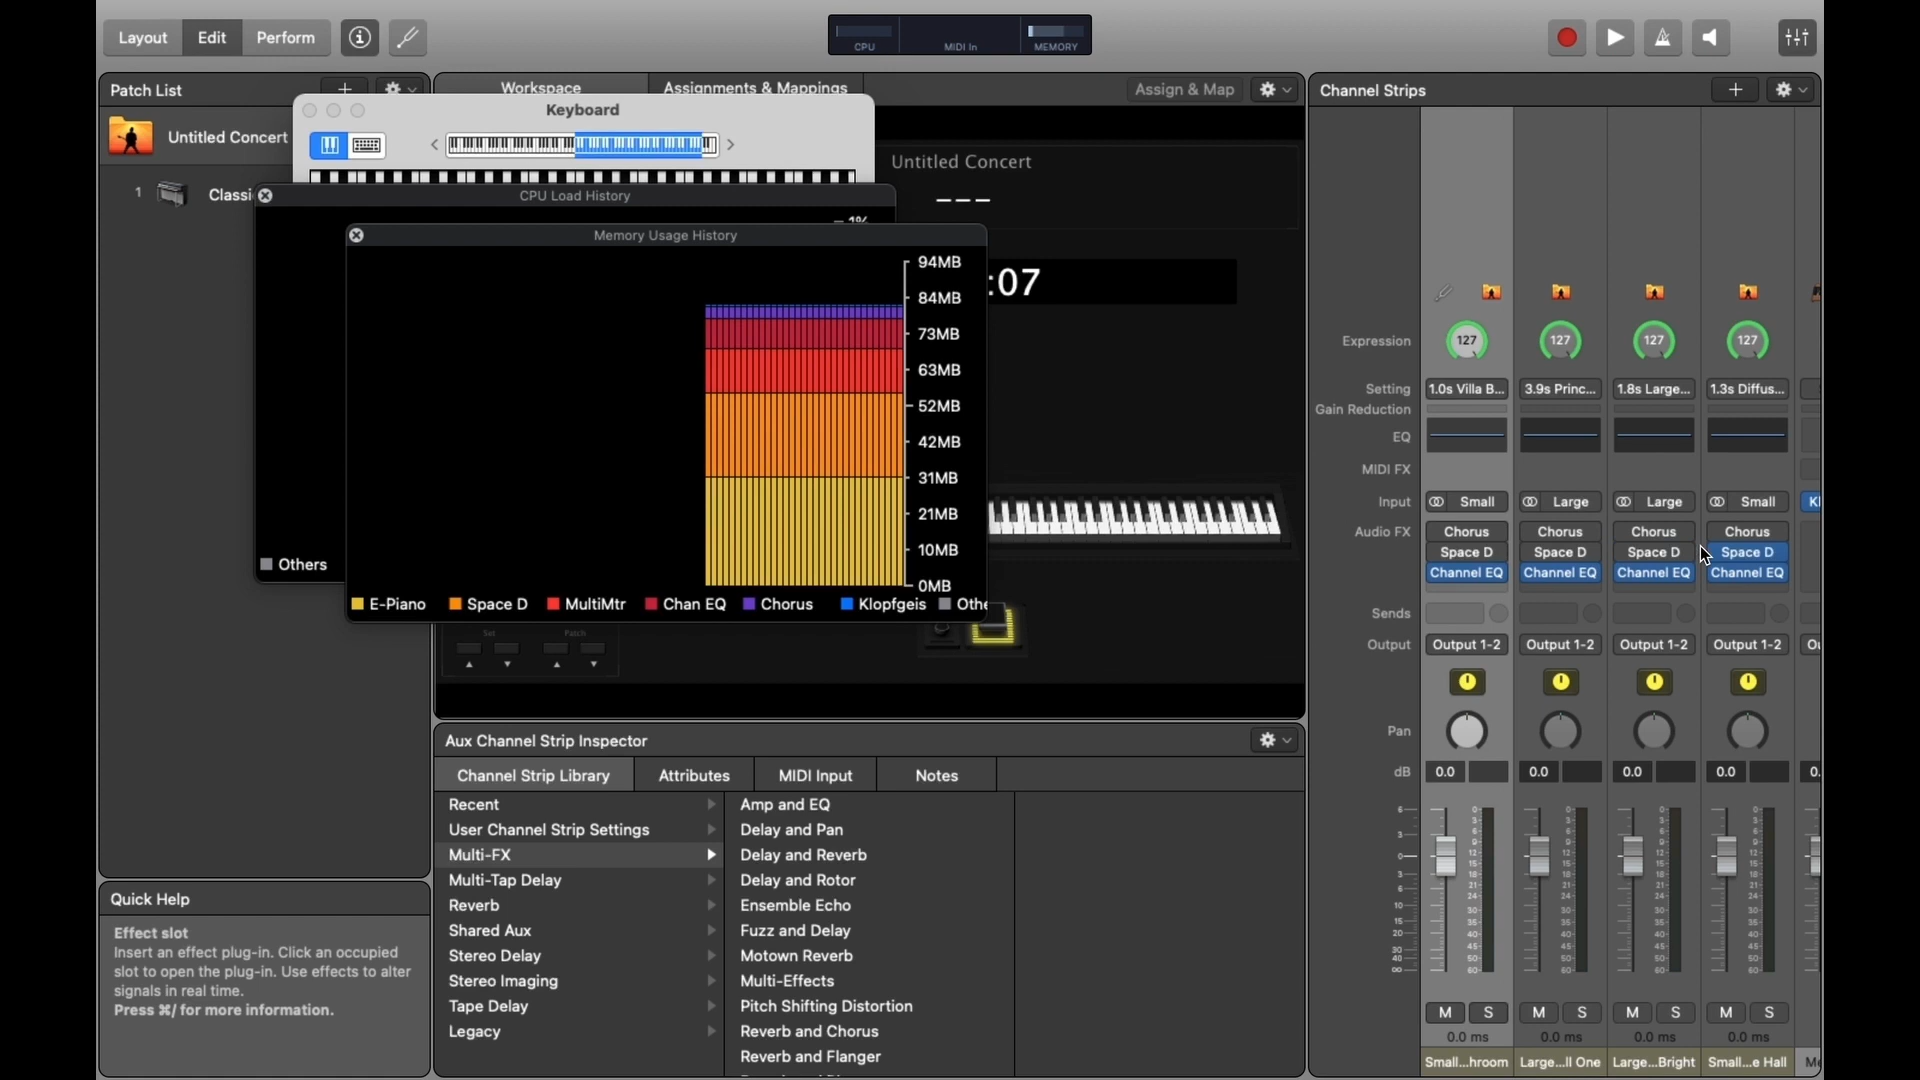 Layout
Edit
Perform
CPU
MIDI In
MEMORY
Patch List
Workspace
Assignments & Mappings
Assign & Map
Channel Strips
Untitled Concert
1
Classi
Keyboard
Untitled Concert
---
CPU Load History
1%
Others
Memory Usage History
94MB
84MB
73MB
63MB
52MB
42MB
31MB
21MB
10MB
0MB
E-Piano Space D MultiMtr Chan EQ Chorus Klopfgeis Othe
:07
Set
Patch
Expression 127 127 127 127
Setting 1.0s Villa B... 3.9s Princ... 1.8s Large... 1.3s Diffus...
Gain Reduction
EQ
MIDI FX
Input Small Large Large Small Kl
Audio FX Chorus Chorus Chorus Chorus
Space D Space D Space D Space D
Channel EQ Channel EQ Channel EQ Channel EQ
Sends
Output Output 1-2 Output 1-2 Output 1-2 Output 1-2 Ou
Pan
dB 0.0 0.0 0.0 0.0 0.
M S M S M S M S
0.0 ms 0.0 ms 0.0 ms 0.0 ms
Small...hroom Large...ll One Large...Bright Small...e Hall Me
Aux Channel Strip Inspector
Channel Strip Library
Attributes
MIDI Input
Notes
Recent
User Channel Strip Settings
Multi-FX
Multi-Tap Delay
Reverb
Shared Aux
Stereo Delay
Stereo Imaging
Tape Delay
Legacy
Amp and EQ
Delay and Pan
Delay and Reverb
Delay and Rotor
Ensemble Echo
Fuzz and Delay
Motown Reverb
Multi-Effects
Pitch Shifting Distortion
Reverb and Chorus
Reverb and Flanger
Quick Help
Effect slot
Insert an effect plug-in. Click an occupied
slot to open the plug-in. Use effects to alter
signals in real time.
Press ⌘/ for more information.